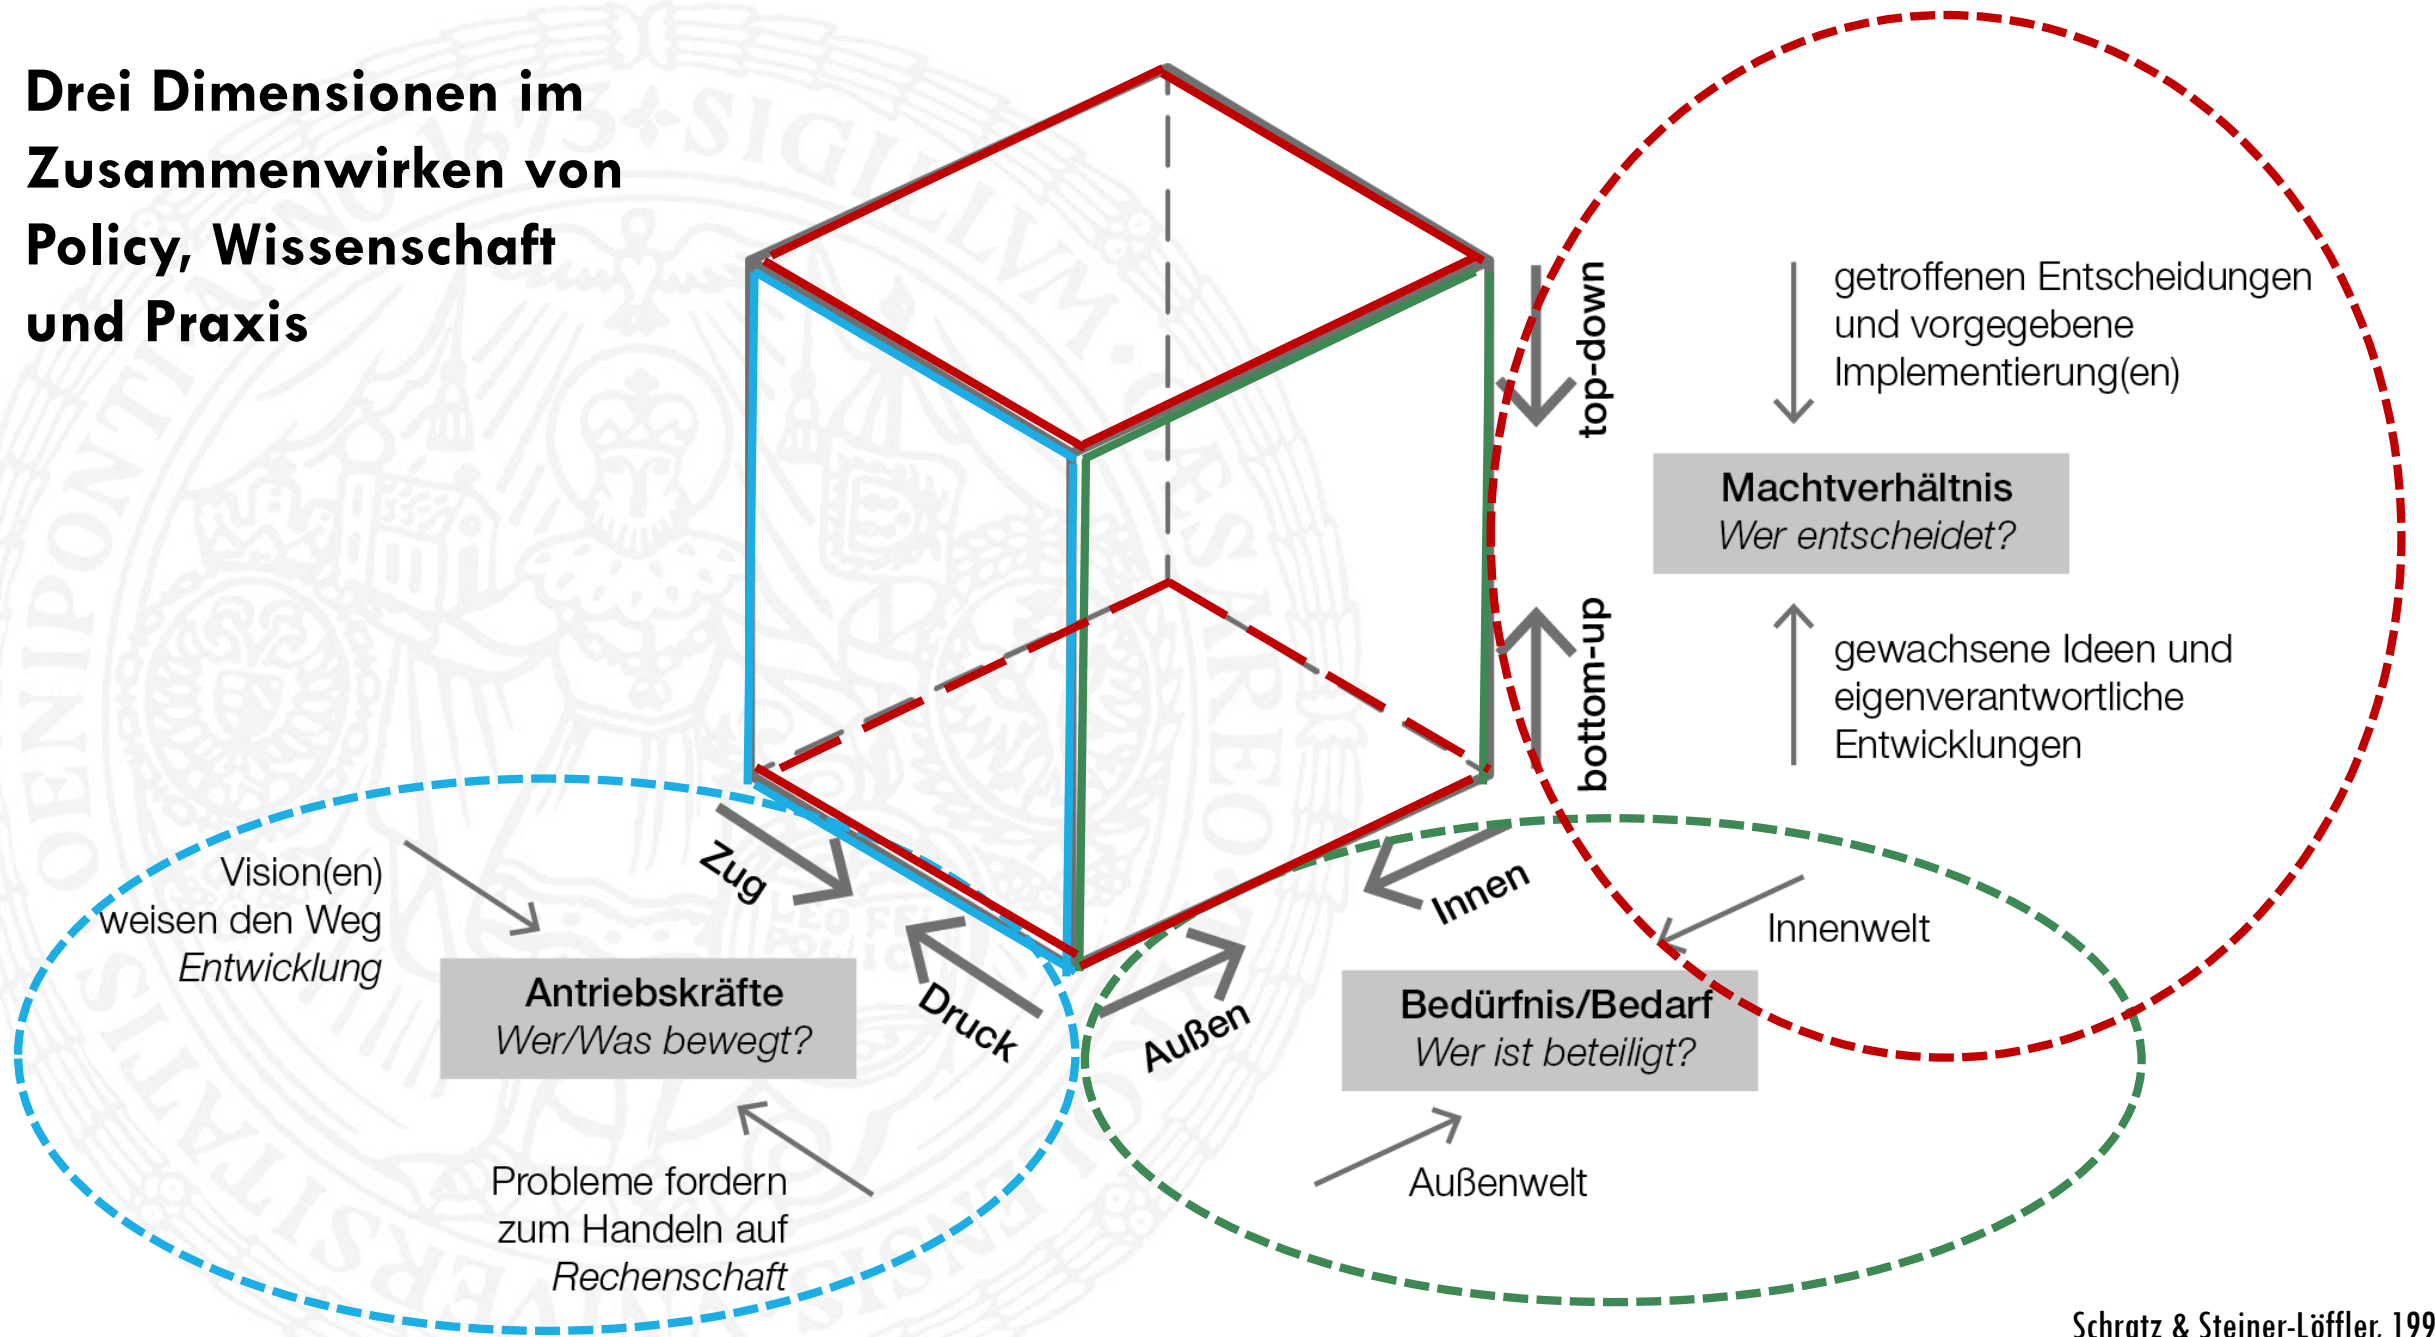 Drei Dimensionen im
Zusammenwirken von
Policy, Wissenschaft
und Praxis
top-down
getroffenen Entscheidungen
und vorgegebene
Implementierung(en)
Machtverhältnis
Wer entscheidet?
bottom-up
gewachsene Ideen und
eigenverantwortliche
Entwicklungen
Zug
Vision(en)
weisen den Weg
Entwicklung
Antriebskräfte
Wer/Was bewegt?
Druck
Probleme fordern
zum Handeln auf
Rechenschaft
Innen
Innenwelt
Außen
Bedürfnis/Bedarf
Wer ist beteiligt?
Außenwelt
Schratz & Steiner-Löffler, 199
1673 SIGILLVM